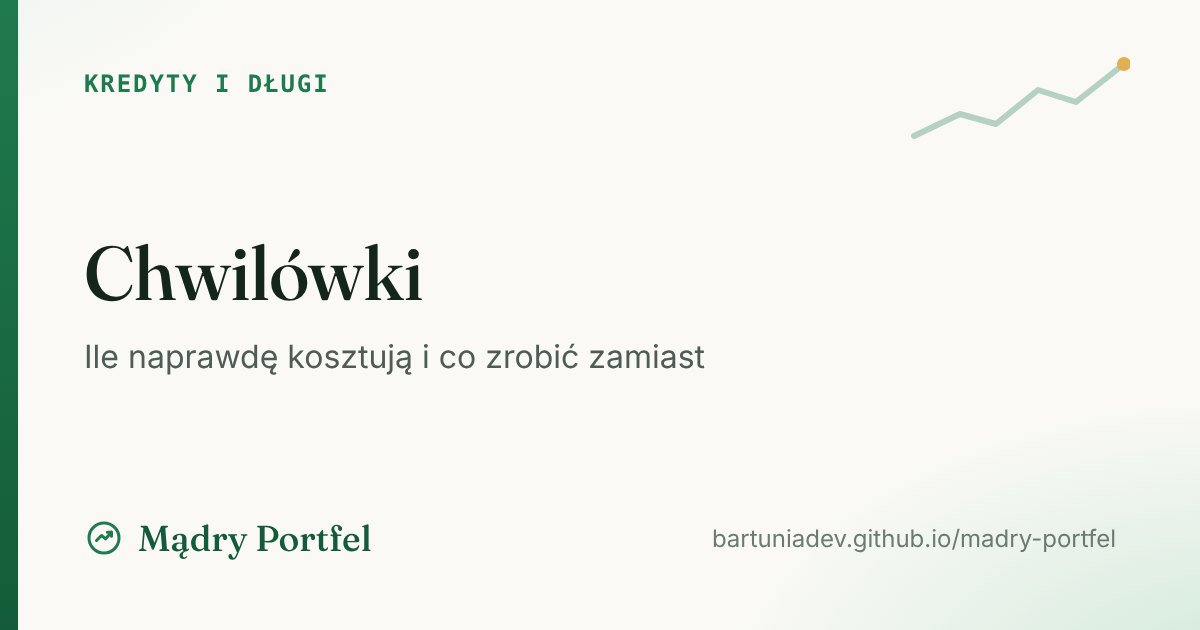 KREDYTY I DŁUGI
Chwilówki
Ile naprawdę kosztują i co zrobić zamiast
Mądry Portfel
bartuniadev.github.io/madry-portfel